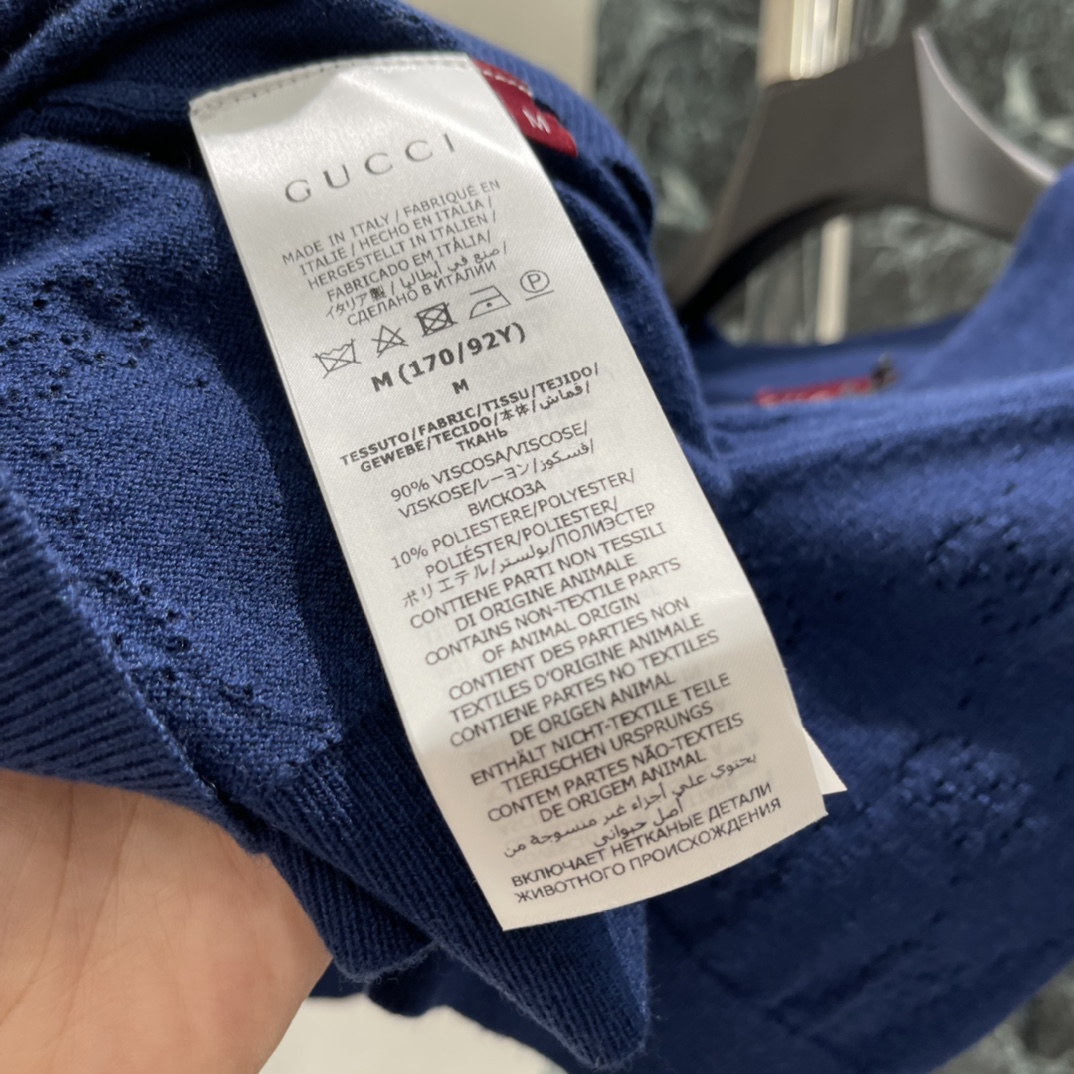 M
GUCCI
MADE IN ITALY / FABRIQUÉ EN
ITALIE / HECHO EN ITALIA /
HERGESTELLT IN ITALIEN /
FABRICADO EM ITÁLIA/
イタリア製 / صنع في إيطاليا /
СДЕЛАНО В ИТАЛИИ
P
M (170/92Y)
M
TESSUTO/FABRIC/TISSU/TEJIDO/
GEWEBE/TECIDO/本体/قماش/
ТКАНЬ
90% VISCOSA/VISCOSE/
VISKOSE/レーヨン/فسكوز/
ВИСКОЗА
10% POLIESTERE/POLYESTER/
POLIÉSTER/POLIESTER/
ポリエテル/بولستر/ПОЛИЭСТЕР
CONTIENE PARTI NON TESSILI
DI ORIGINE ANIMALE
CONTAINS NON-TEXTILE PARTS
OF ANIMAL ORIGIN
CONTIENT DES PARTIES NON
TEXTILES D'ORIGINE ANIMALE
CONTIENE PARTES NO TEXTILES
DE ORIGEN ANIMAL
ENTHÄLT NICHT-TEXTILE TEILE
TIERISCHEN URSPRUNGS
CONTEM PARTES NÃO-TEXTEIS
DE ORIGEM ANIMAL
يحتوي على أجزاء غير منسوجة من
أصل حيواني
ВКЛЮЧАЕТ НЕТКАНЫЕ ДЕТАЛИ
ЖИВОТНОГО ПРОИСХОЖДЕНИЯ